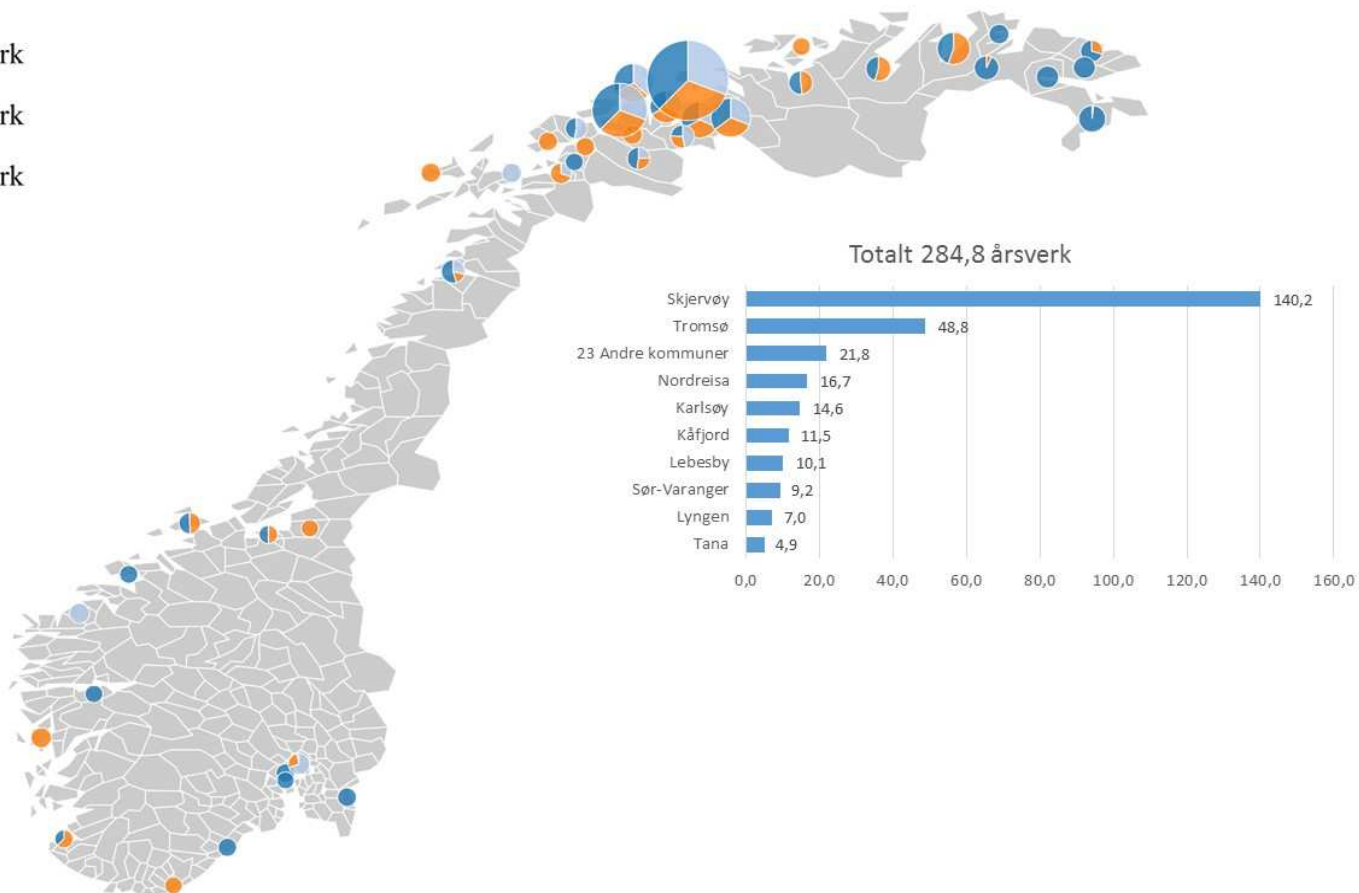 rk
rk
rk
Totalt 284,8 årsverk
Skjervøy 140,2
Tromsø 48,8
23 Andre kommuner 21,8
Nordreisa 16,7
Karlsøy 14,6
Kåfjord 11,5
Lebesby 10,1
Sør-Varanger 9,2
Lyngen 7,0
Tana 4,9
0,0 20,0 40,0 60,0 80,0 100,0 120,0 140,0 160,0